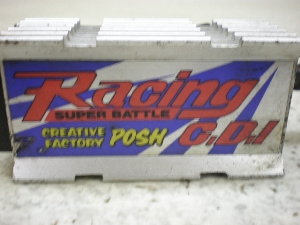 Racing
SUPER BATTLE
C.D.I
CREATIVE FACTORY POSH